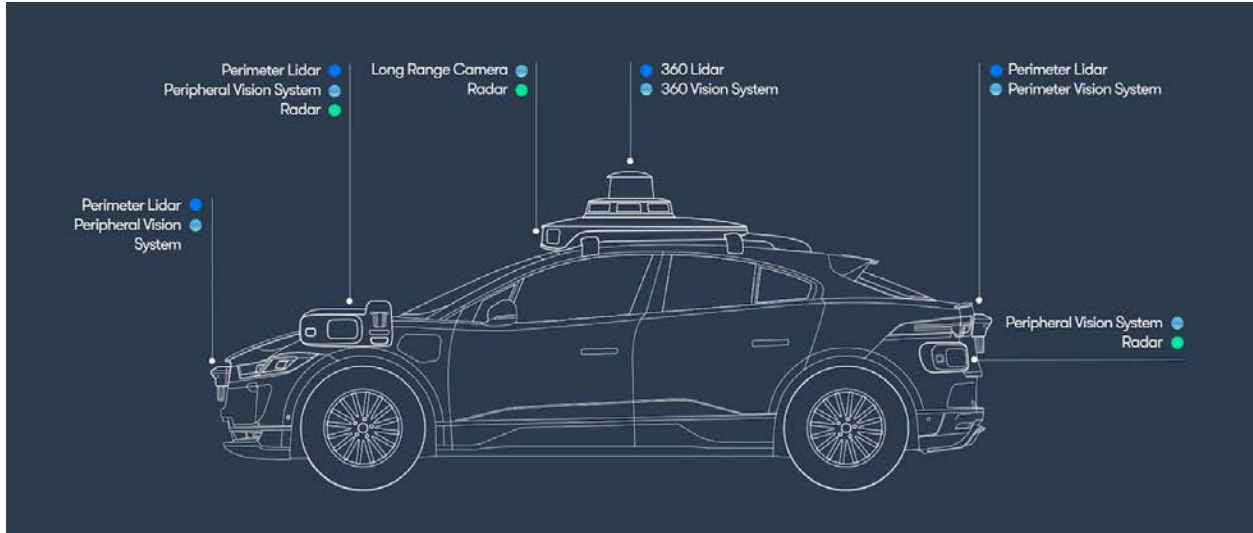 Perimeter Lidar
Peripheral Vision System
Radar
Long Range Camera
Radar
360 Lidar
360 Vision System
Perimeter Lidar
Perimeter Vision System
Perimeter Lidar
Peripheral Vision
System
Peripheral Vision System
Radar